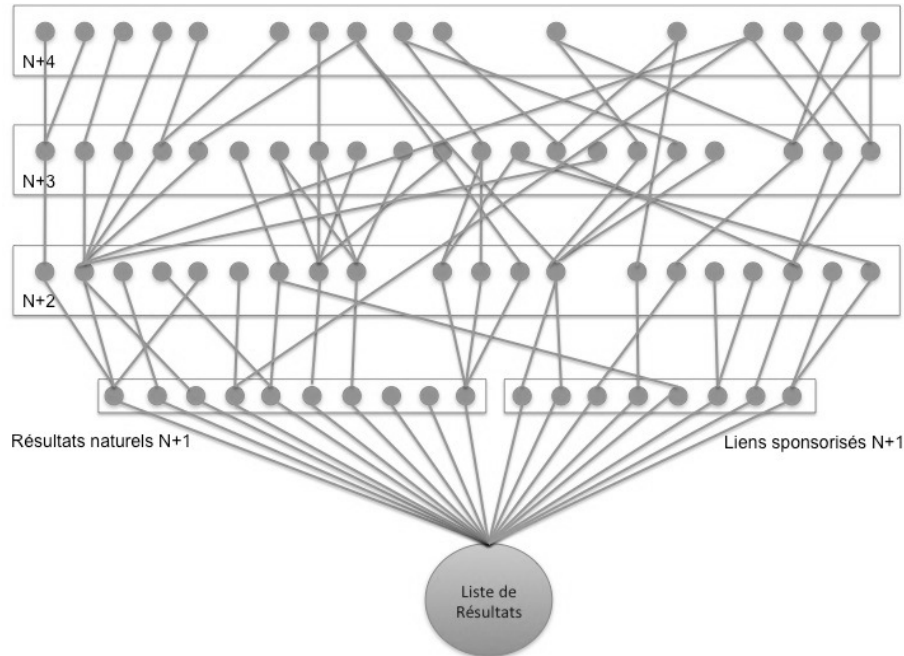 N+4
N+3
N+2
Résultats naturels N+1
Liens sponsorisés N+1
Liste de
Résultats